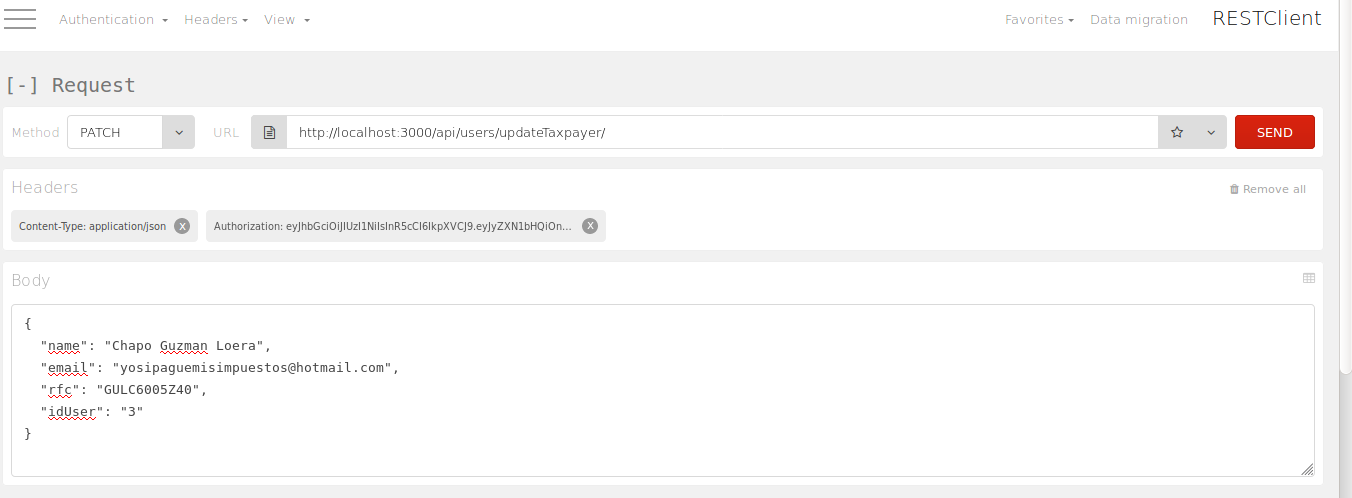 Authentication Headers View Favorites Data migration RESTClient
[-] Request
Method PATCH URL http://localhost:3000/api/users/updateTaxpayer/ SEND
Headers Remove all
Content-Type: application/json X Authorization: eyJhbGciOiJIUzI1NiIsInR5cCI6IkpXVCJ9.eyJyZXN1bHQiOn... X
Body
{
"name": "Chapo Guzman Loera",
"email": "yosipaguemisimpuestos@hotmail.com",
"rfc": "GULC6005Z40",
"idUser": "3"
}